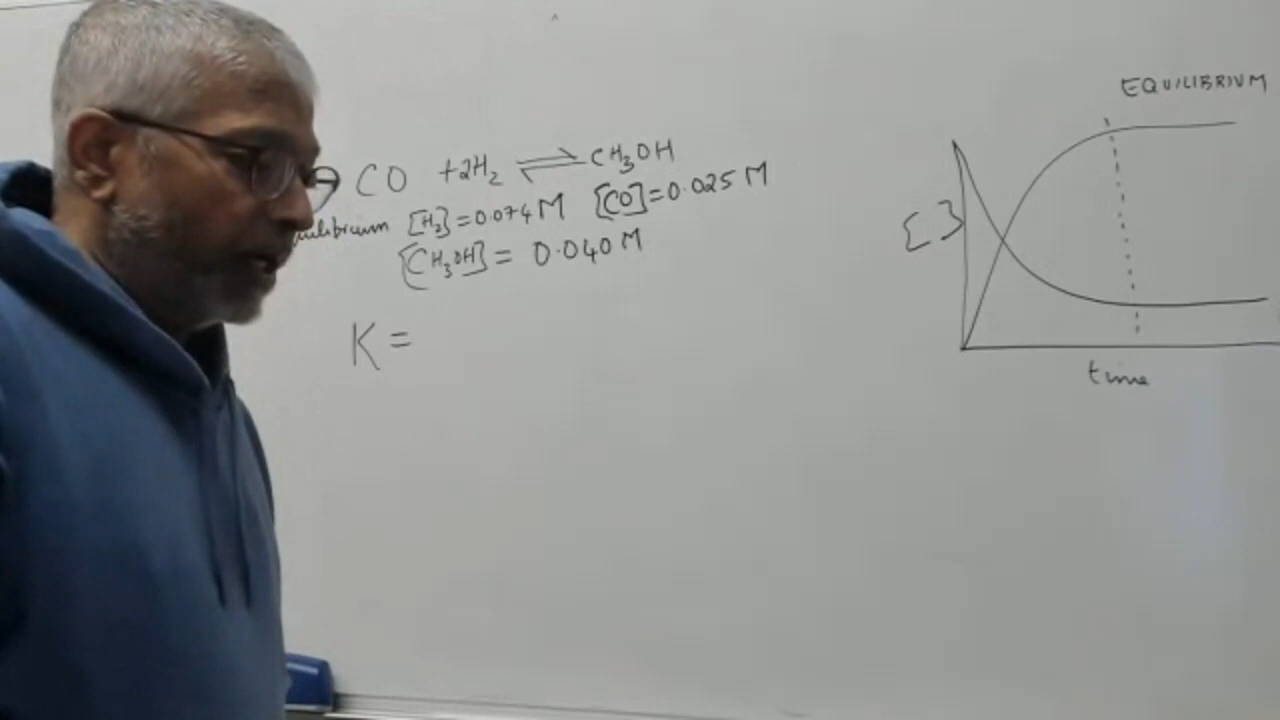 CO + 2H₂ ⇌ CH₃OH
[H₂] = 0.074 M [CO] = 0.025 M
[CH₃OH] = 0.040 M
K =
EQUILIBRIUM
[ ]
time